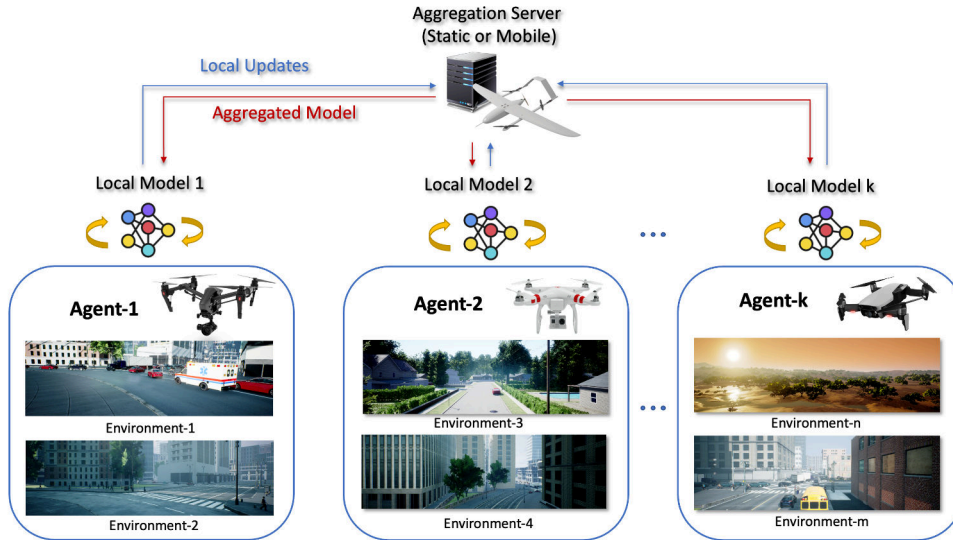 Aggregation Server
(Static or Mobile)
Local Updates
Aggregated Model
Local Model 1
Local Model 2
Local Model k
Agent-1
Agent-2
Agent-k
Environment-1
Environment-3
Environment-n
Environment-2
Environment-4
Environment-m